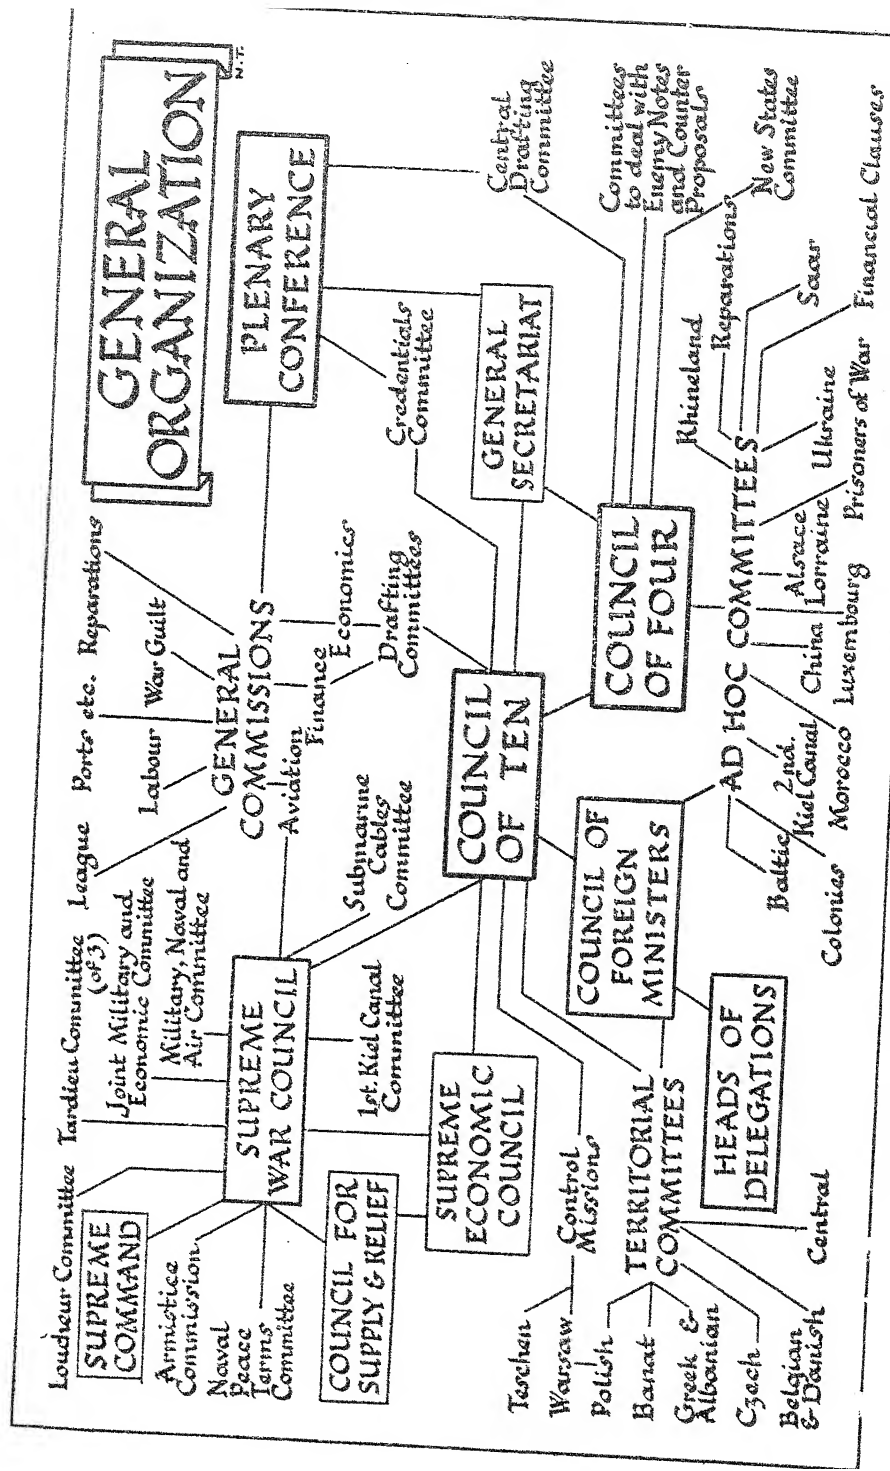 GENERAL
ORGANIZATION
N.T.
PLENARY
CONFERENCE
Central
Drafting
Committee
Committees
to deal with
Enemy Notes
and Counter
Proposals
New States
Committee
Credentials
Committee
GENERAL
SECRETARIAT
League
Ports etc.
Reparations
Labour
War Guilt
GENERAL
COMMISSIONS
Aviation
Finance
Economics
Drafting
Committees
Loucheur Committee
Tardieu Committee
(of 3)
Joint Military and
Economic Committee
Military, Naval and
Air Committee
SUPREME
COMMAND
Armistice
Commission
Naval
Peace
Terms
Committee
SUPREME
WAR COUNCIL
Submarine
Cables
Committee
1st. Kiel Canal
Committee
COUNCIL FOR
SUPPLY & RELIEF
SUPREME
ECONOMIC
COUNCIL
COUNCIL
OF TEN
COUNCIL
OF FOUR
COUNCIL OF
FOREIGN
MINISTERS
HEADS OF
DELEGATIONS
Control
Missions
Teschen
Warsaw
TERRITORIAL
COMMITTEES
Polish
Banat
Greek &
Albanian
Czech
Belgian
& Danish
Central
AD HOC COMMITTEES
Rhineland
Reparations
Saar
Financial Clauses
Ukraine
Prisoners of War
Alsace
Lorraine
Luxembourg
China
Morocco
2nd.
Kiel Canal
Baltic
Colonies